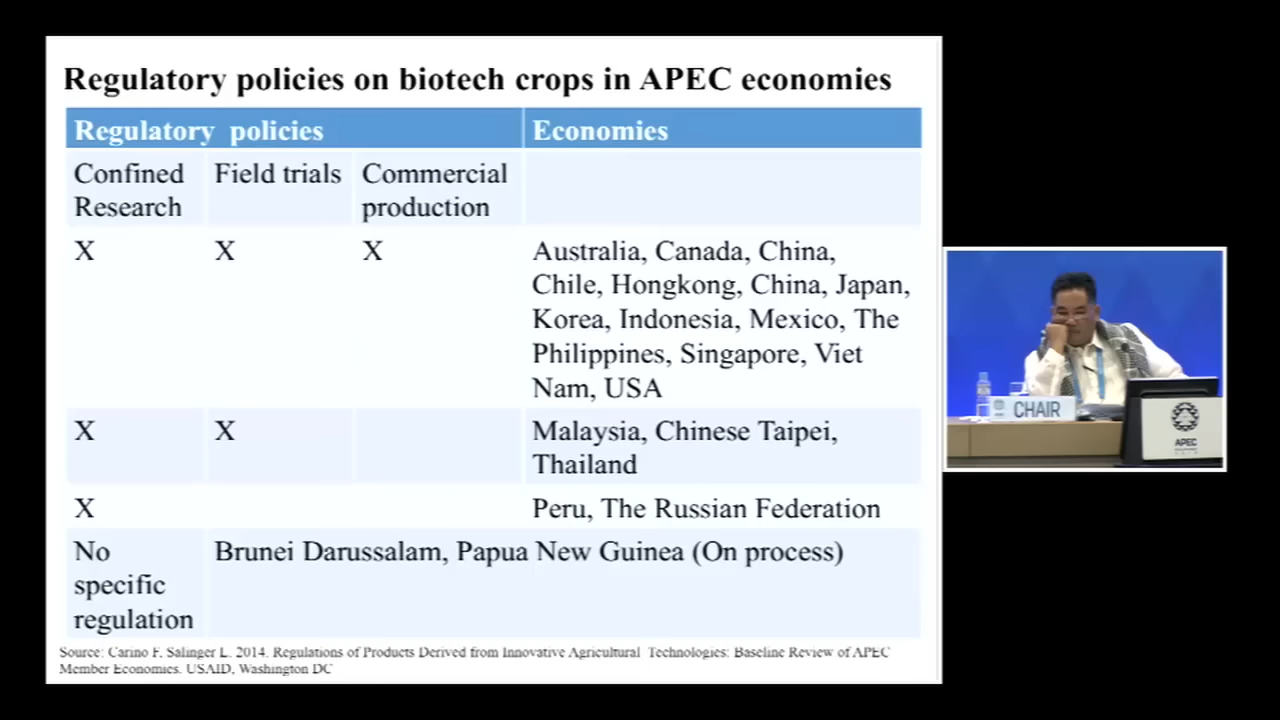 Regulatory policies on biotech crops in APEC economies
Regulatory policies Economies
Confined Field trials Commercial
Research production
X X X Australia, Canada, China,
Chile, Hongkong, China, Japan,
Korea, Indonesia, Mexico, The
Philippines, Singapore, Viet
Nam, USA
X X Malaysia, Chinese Taipei,
Thailand
X Peru, The Russian Federation
No Brunei Darussalam, Papua New Guinea (On process)
specific
regulation
Source: Carino F. Salinger L. 2014. Regulations of Products Derived from Innovative Agricultural Technologies: Baseline Review of APEC
Member Economies. USAID, Washington DC
CHAIR
APEC